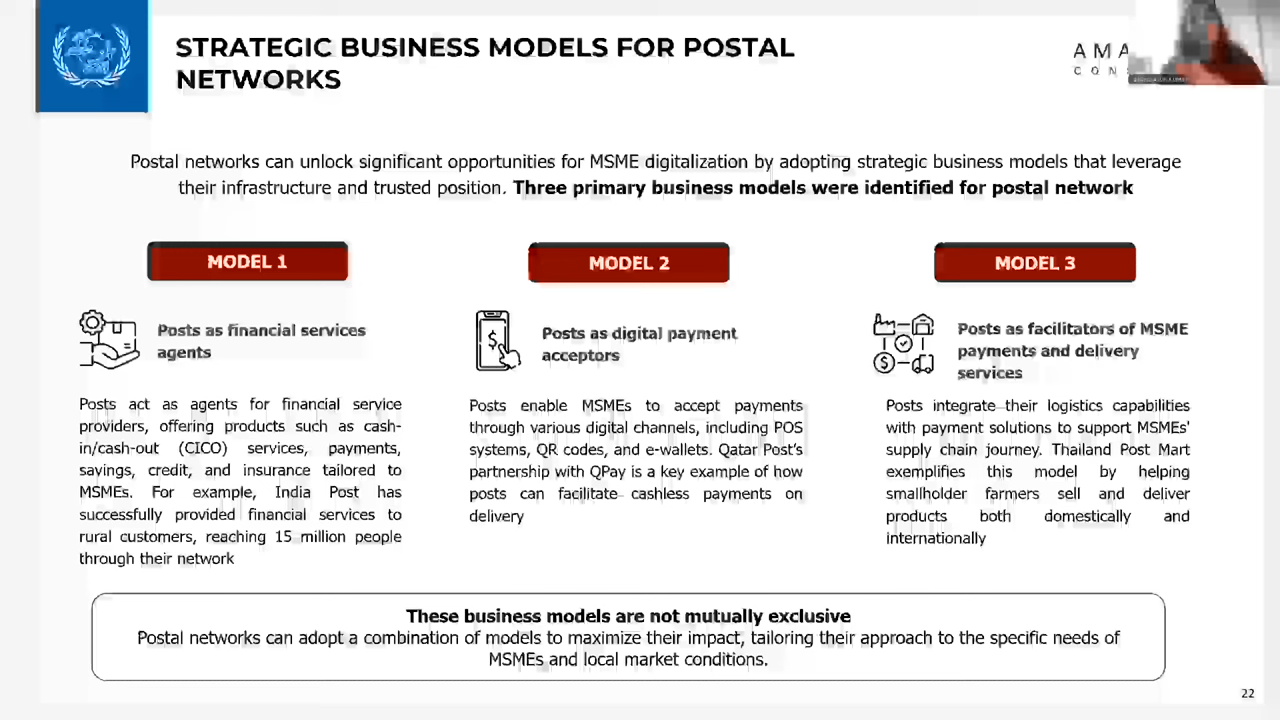 STRATEGIC BUSINESS MODELS FOR POSTAL
NETWORKS
AMA
CON
Postal networks can unlock significant opportunities for MSME digitalization by adopting strategic business models that leverage
their infrastructure and trusted position. Three primary business models were identified for postal network
MODEL 1
Posts as financial services
agents
Posts act as agents for financial service
providers, offering products such as cash-
in/cash-out (CICO) services, payments,
savings, credit, and insurance tailored to
MSMEs. For example, India Post has
successfully provided financial services to
rural customers, reaching 15 million people
through their network
MODEL 2
Posts as digital payment
acceptors
Posts enable MSMEs to accept payments
through various digital channels, including POS
systems, QR codes, and e-wallets. Qatar Post's
partnership with QPay is a key example of how
posts can facilitate cashless payments on
delivery
MODEL 3
Posts as facilitators of MSME
payments and delivery
services
Posts integrate their logistics capabilities
with payment solutions to support MSMEs'
supply chain journey. Thailand Post Mart
exemplifies this model by helping
smallholder farmers sell and deliver
products both domestically and
internationally
These business models are not mutually exclusive
Postal networks can adopt a combination of models to maximize their impact, tailoring their approach to the specific needs of
MSMEs and local market conditions.
22